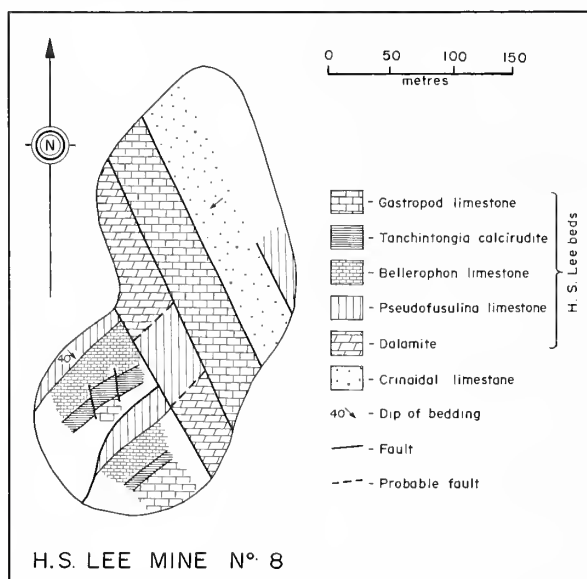 N
0 50 100 150
metres
Gastropod limestone
Tanchintongia calcirudite
Bellerophon limestone
Pseudofusulina limestone
Dalamite
Crinaidal limestone
40 - Dip of bedding
Fault
Probable fault
H.S. Lee beds
40
H.S. LEE MINE Nº 8